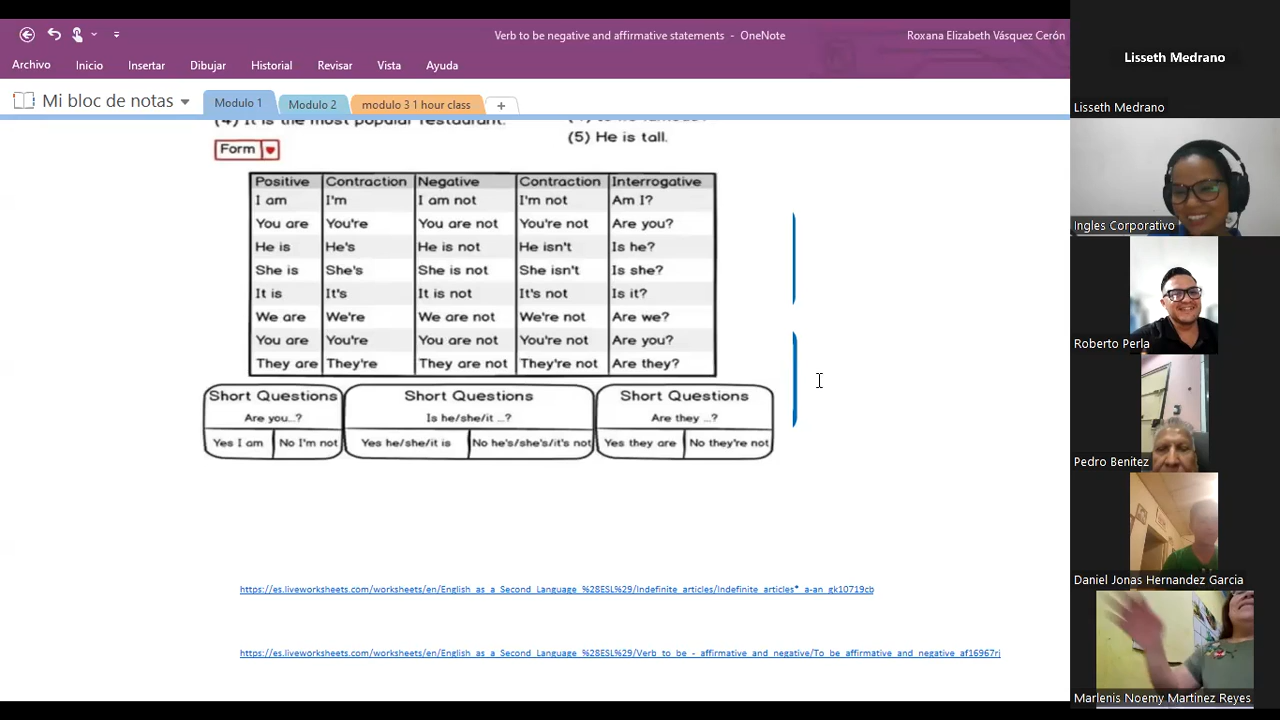 Verb to be negative and affirmative statements - OneNote
Roxana Elizabeth Vásquez Cerón
Archivo Inicio Insertar Dibujar Historial Revisar Vista Ayuda
Mi bloc de notas Modulo 1 Modulo 2 modulo 3 1 hour class +
(4) It is the most popular restaurant.
(5) He is tall.
Form
Positive Contraction Negative Contraction Interrogative
I am I'm I am not I'm not Am I?
You are You're You are not You're not Are you?
He is He's He is not He isn't Is he?
She is She's She is not She isn't Is she?
It is It's It is not It's not Is it?
We are We're We are not We're not Are we?
You are You're You are not You're not Are you?
They are They're They are not They're not Are they?
Short Questions Short Questions Short Questions
Are you...? Is he/she/it ...? Are they ...?
Yes I am No I'm not Yes he/she/it is No he's/she's/it's not Yes they are No they're not
https://es.liveworksheets.com/worksheets/en/English_as_a_Second_Language_%28ESL%29/Indefinite_articles/Indefinite_articles*_a-an_gk10719cb
https://es.liveworksheets.com/worksheets/en/English_as_a_Second_Language_%28ESL%29/Verb_to_be_-_affirmative_and_negative/To_be_affirmative_and_negative_af16967rj
Lisseth Medrano
Lisseth Medrano
Ingles Corporativo
Roberto Perla
Pedro Benitez
Daniel Jonas Hernandez Garcia
Marlenis Noemy Martinez Reyes